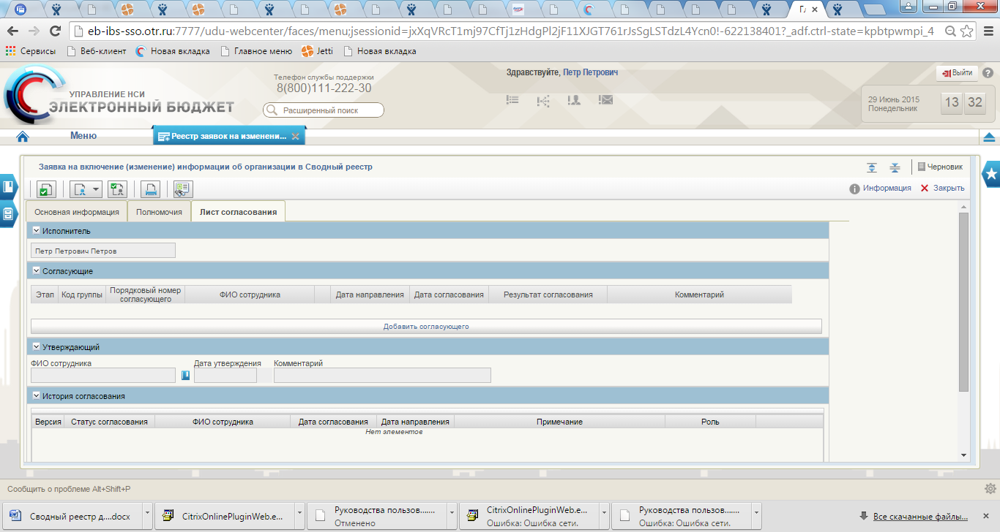 Гл
eb-ibs-sso.otr.ru:7777/udu-webcenter/faces/menu;jsessionid=jxXqVRcT1mj97CfTj1zHdgPl2jF11XJGT761rJsSgLSTdzL4Ycn0!-622138401?_adf.ctrl-state=kpbtpwmpi_4
Сервисы Веб-клиент Новая вкладка Главное меню Jetti Новая вкладка
УПРАВЛЕНИЕ НСИ
ЭЛЕКТРОННЫЙ БЮДЖЕТ
Телефон службы поддержки
8(800)111-222-30
Расширенный поиск
Здравствуйте, Петр Петрович
Выйти
29 Июнь 2015
Понедельник
13 32
Меню Реестр заявок на изменени...
Заявка на включение (изменение) информации об организации в Сводный реестр
Черновик
Информация Закрыть
Основная информация Полномочия Лист согласования
Исполнитель
Петр Петрович Петров
Согласующие
Этап Код группы Порядковый номер согласующего ФИО сотрудника Дата направления Дата согласования Результат согласования Комментарий
Добавить согласующего
Утверждающий
ФИО сотрудника Дата утверждения Комментарий
История согласования
Версия Статус согласования ФИО сотрудника Дата согласования Дата направления Примечание Роль
Нет элементов
Сообщить о проблеме Alt+Shift+P
Сводный реестр д....docx
CitrixOnlinePluginWeb.e...
Руководства пользов.......
Отменено
CitrixOnlinePluginWeb.e...
Ошибка: Ошибка сети.
Руководства пользов.......
Ошибка: Ошибка сети.
Все скачанные файлы...